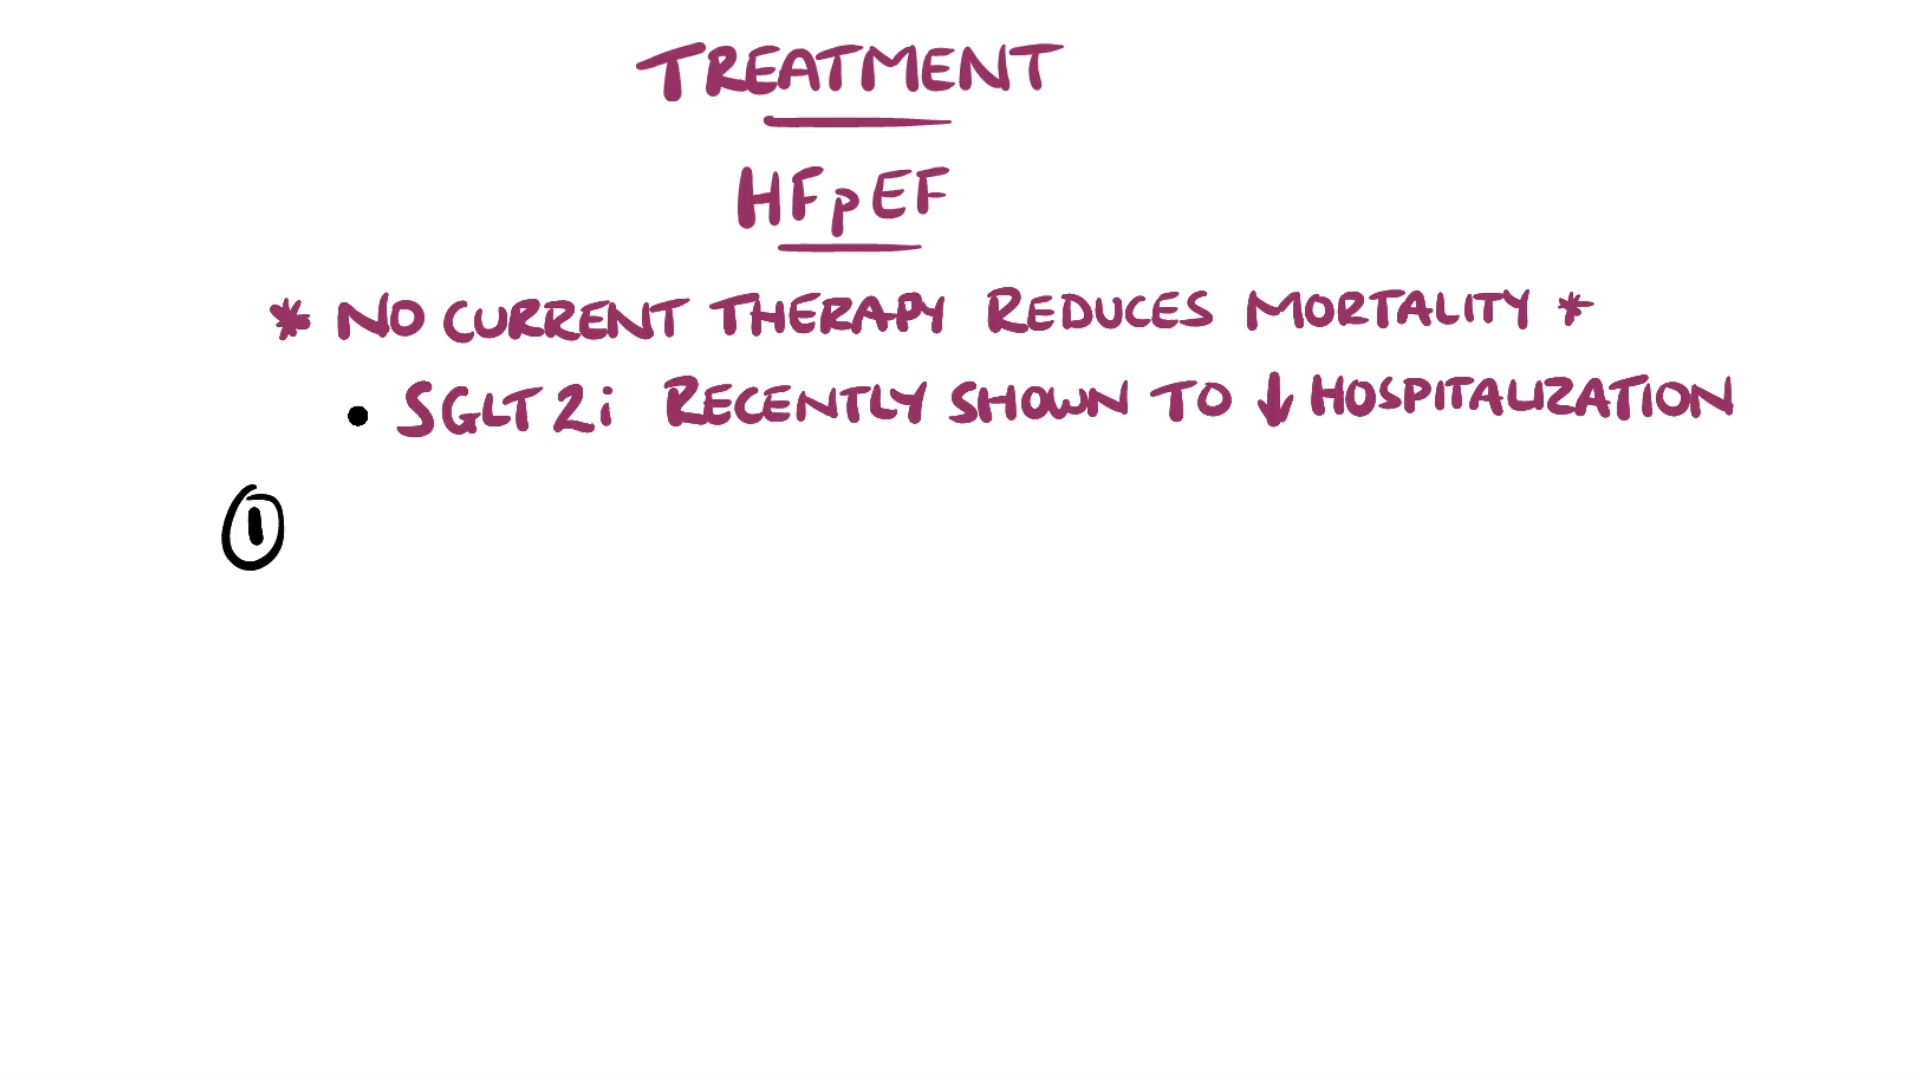 TREATMENT
HFpEF
* NO CURRENT THERAPY REDUCES MORTALITY *
• SGLT2i RECENTLY SHOWN TO ↓ HOSPITALIZATION
①